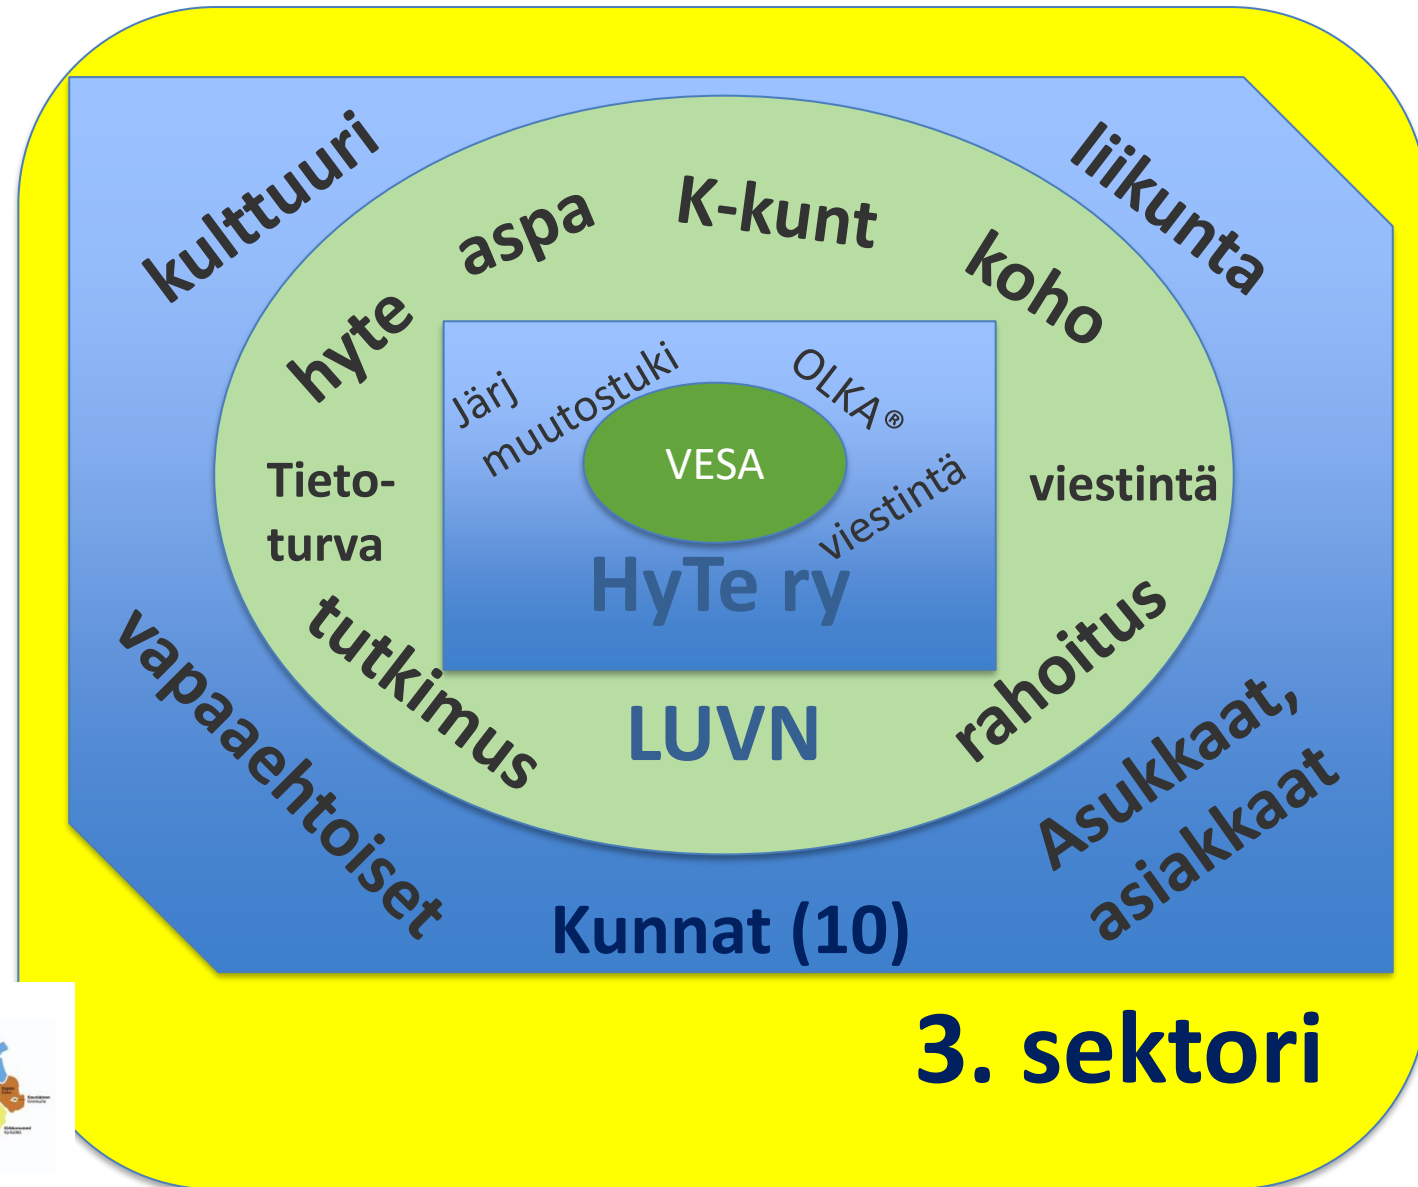 kulttuuri
liikunta
hyte
aspa
K-kunt
koho
Järj
muutostuki
OLKA®
VESA
viestintä
HyTe ry
Tieto-
turva
viestintä
tutkimus
rahoitus
LUVN
vapaaehtoiset
Asukkaat,
asiakkaat
Kunnat (10)
3. sektori